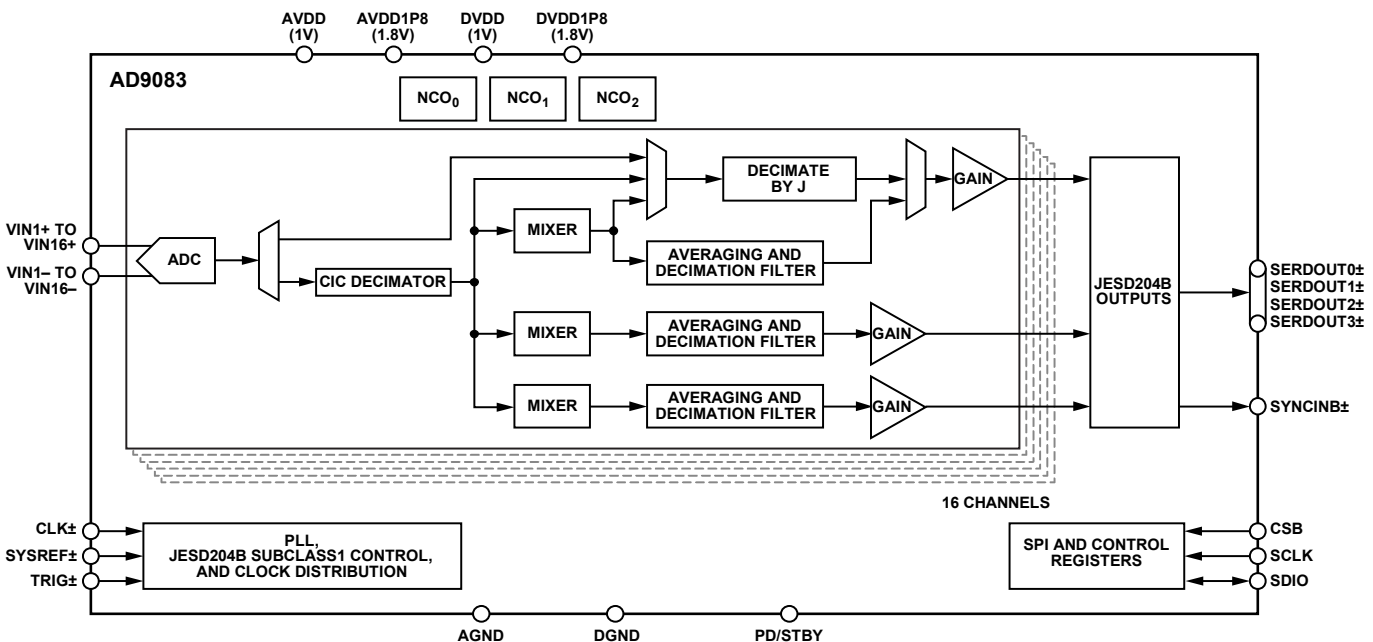 AVDD
(1V)
AVDD1P8
(1.8V)
DVDD
(1V)
DVDD1P8
(1.8V)
AD9083
NCO0
NCO1
NCO2
VIN1+ TO
VIN16+
VIN1– TO
VIN16–
ADC
CIC DECIMATOR
MIXER
DECIMATE
BY J
AVERAGING AND
DECIMATION FILTER
GAIN
MIXER
AVERAGING AND
DECIMATION FILTER
GAIN
MIXER
AVERAGING AND
DECIMATION FILTER
GAIN
JESD204B
OUTPUTS
SERDOUT0±
SERDOUT1±
SERDOUT2±
SERDOUT3±
SYNCINB±
16 CHANNELS
CLK±
SYSREF±
TRIG±
PLL,
JESD204B SUBCLASS1 CONTROL,
AND CLOCK DISTRIBUTION
SPI AND CONTROL
REGISTERS
CSB
SCLK
SDIO
AGND
DGND
PD/STBY